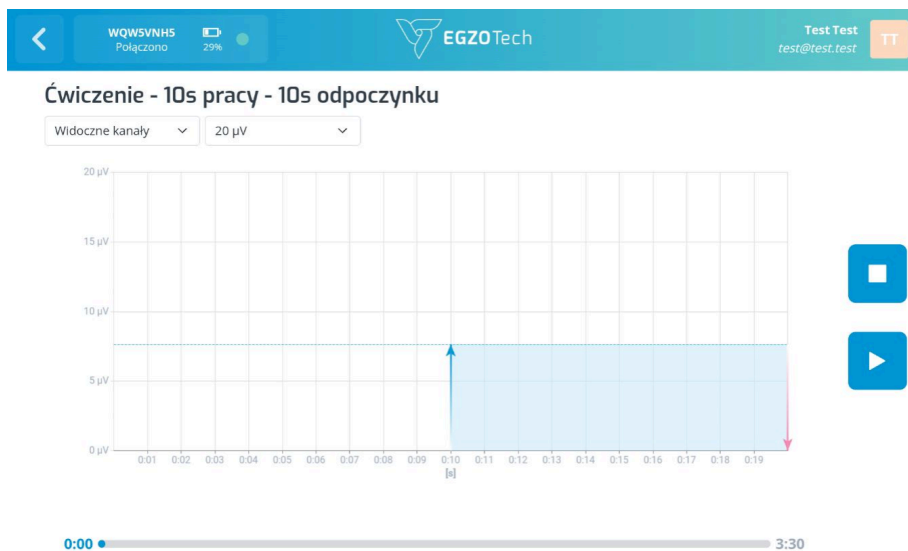 WQW5VNH5
Połączono
29%
EGZOTech
Test Test
test@test.test
TT
Ćwiczenie - 10s pracy - 10s odpoczynku
Widoczne kanały
20 µV
20 µV
15 µV
10 µV
5 µV
0 µV
0:01 0:02 0:03 0:04 0:05 0:06 0:07 0:08 0:09 0:10 0:11 0:12 0:13 0:14 0:15 0:16 0:17 0:18 0:19
[s]
0:00 3:30